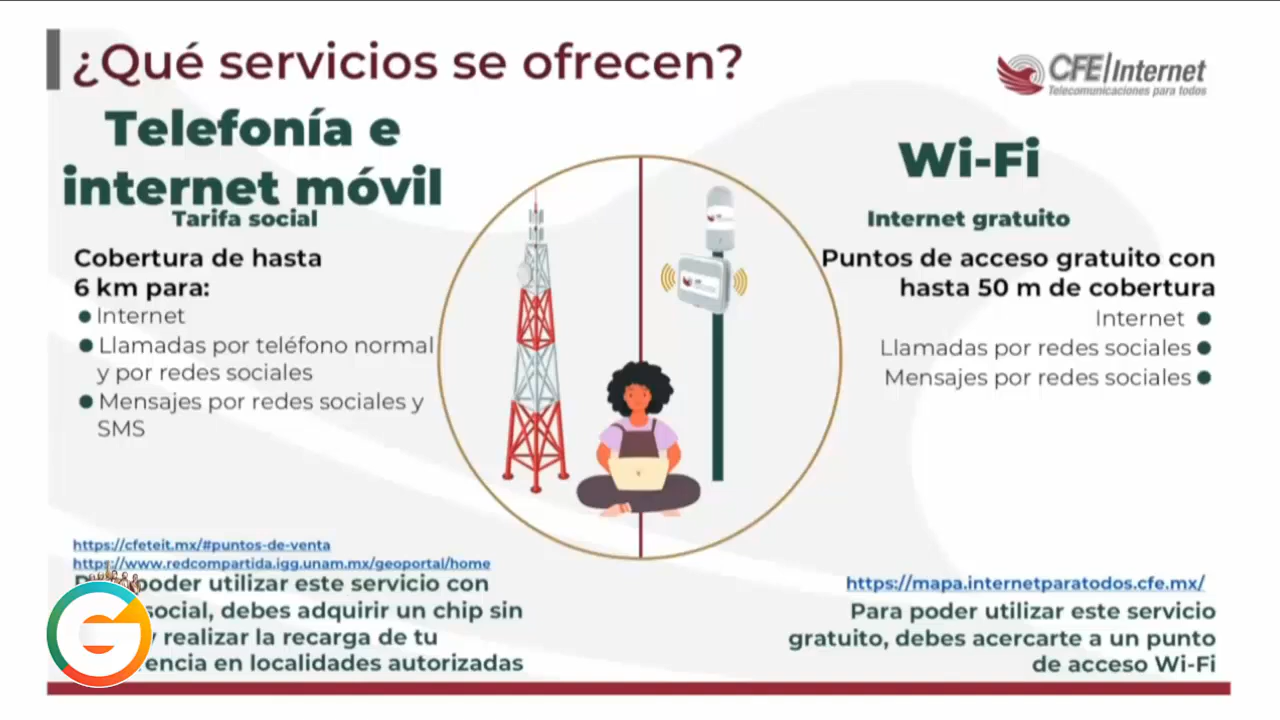 ¿Qué servicios se ofrecen?
CFE Internet
Telecomunicaciones para todos
Telefonía e
internet móvil
Tarifa social
Cobertura de hasta
6 km para:
Internet
Llamadas por teléfono normal
y por redes sociales
Mensajes por redes sociales y
SMS
https://cfeteit.mx/#puntos-de-venta
https://www.redcompartida.igg.unam.mx/geoportal/home
poder utilizar este servicio con
social, debes adquirir un chip sin
y realizar la recarga de tu
encia en localidades autorizadas
Wi-Fi
Internet gratuito
Puntos de acceso gratuito con
hasta 50 m de cobertura
Internet
Llamadas por redes sociales
Mensajes por redes sociales
https://mapa.internetparatodos.cfe.mx/
Para poder utilizar este servicio
gratuito, debes acercarte a un punto
de acceso Wi-Fi
G